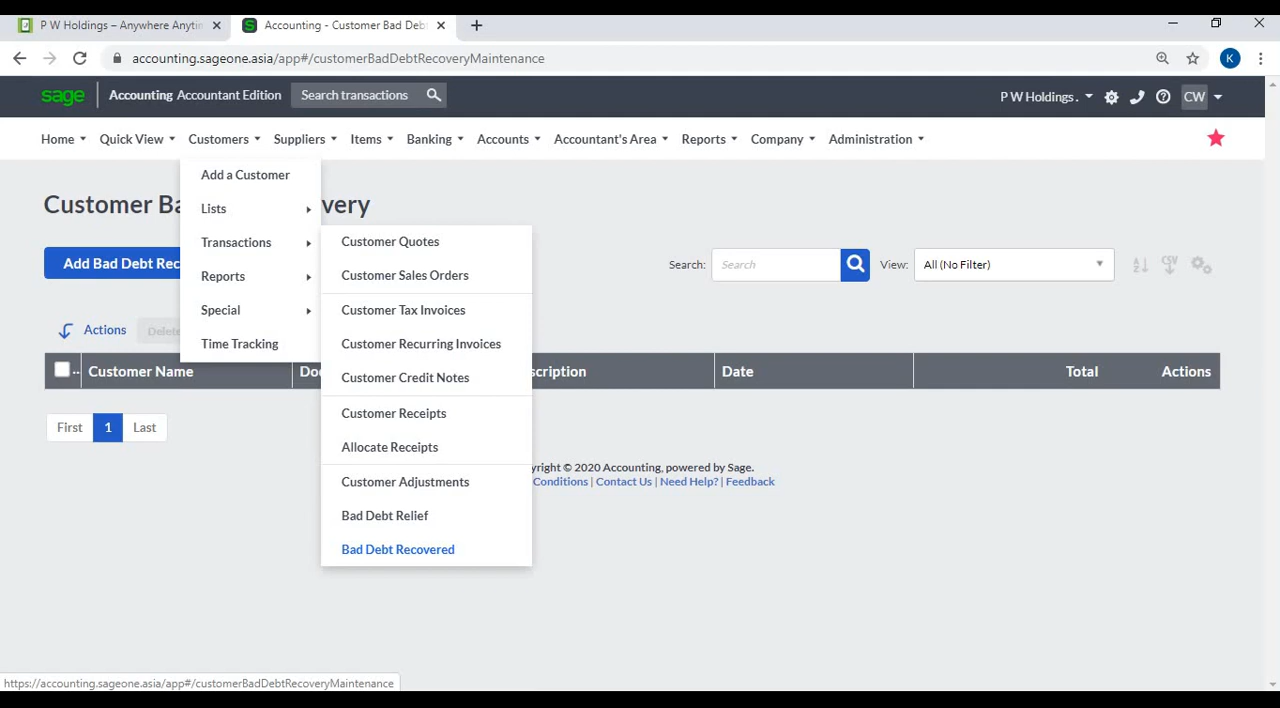 P W Holdings – Anywhere Anyti
Accounting - Customer Bad Deb
accounting.sageone.asia/app#/customerBadDebtRecoveryMaintenance
K
sage Accounting Accountant Edition Search transactions P W Holdings . CW
Home Quick View Customers Suppliers Items Banking Accounts Accountant's Area Reports Company Administration
Add a Customer
Lists
Transactions
Reports
Special
Time Tracking
Customer Quotes
Customer Sales Orders
Customer Tax Invoices
Customer Recurring Invoices
Customer Credit Notes
Customer Receipts
Allocate Receipts
Customer Adjustments
Bad Debt Relief
Bad Debt Recovered
Customer Ba very
Add Bad Debt Rec Search: Search View: All (No Filter) CSV
Actions Delete
Customer Name Doc scription Date Total Actions
First 1 Last
yright © 2020 Accounting, powered by Sage.
Conditions | Contact Us | Need Help? | Feedback
https://accounting.sageone.asia/app#/customerBadDebtRecoveryMaintenance